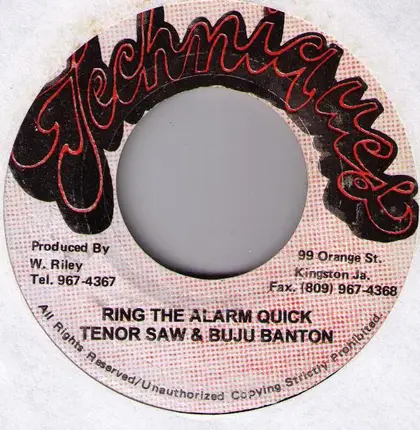 Techniques
Produced By
W. Riley
Tel. 967-4367
99 Orange St.
Kingston Ja.
Fax. (809) 967-4368
RING THE ALARM QUICK
TENOR SAW & BUJU BANTON
All Rights Reserved/Unauthorized Copying Strictly Prohibited.